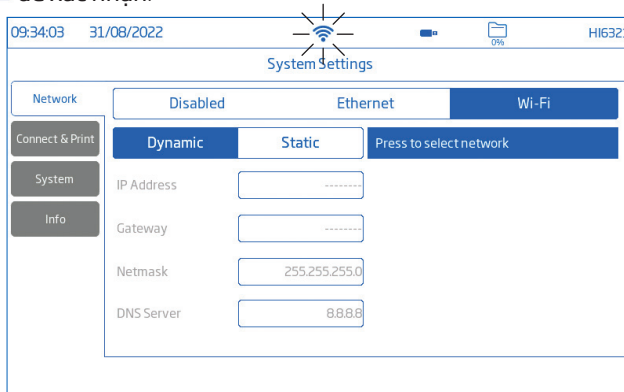 09:34:03 31/08/2022 0% HI632
System Settings
Network Disabled Ethernet Wi-Fi
Connect & Print Dynamic Static Press to select network
System IP Address --------
Info Gateway --------
Netmask 255.255.255.0
DNS Server 8.8.8.8